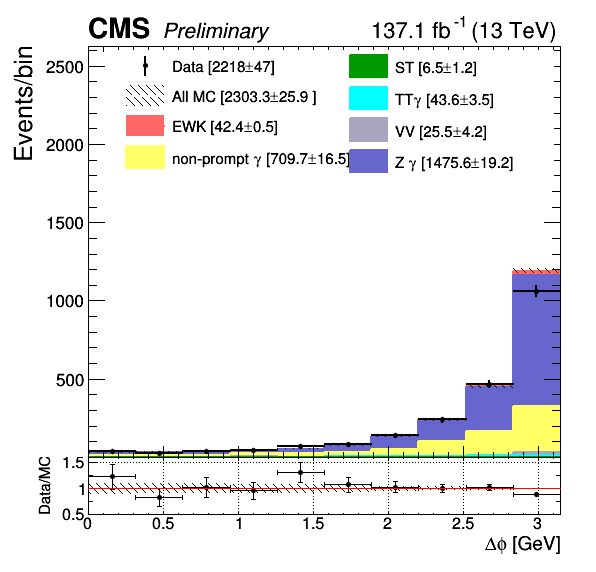 CMS Preliminary 137.1 fb⁻¹ (13 TeV)
Events/bin
2500
2000
1500
1000
500
Data [2218±47]
All MC [2303.3±25.9 ]
EWK [42.4±0.5]
non-prompt γ [709.7±16.5]
ST [6.5±1.2]
TTγ [43.6±3.5]
VV [25.5±4.2]
Z γ [1475.6±19.2]
Data/MC
1.5
1
0.5
0 0.5 1 1.5 2 2.5 3
Δϕ [GeV]